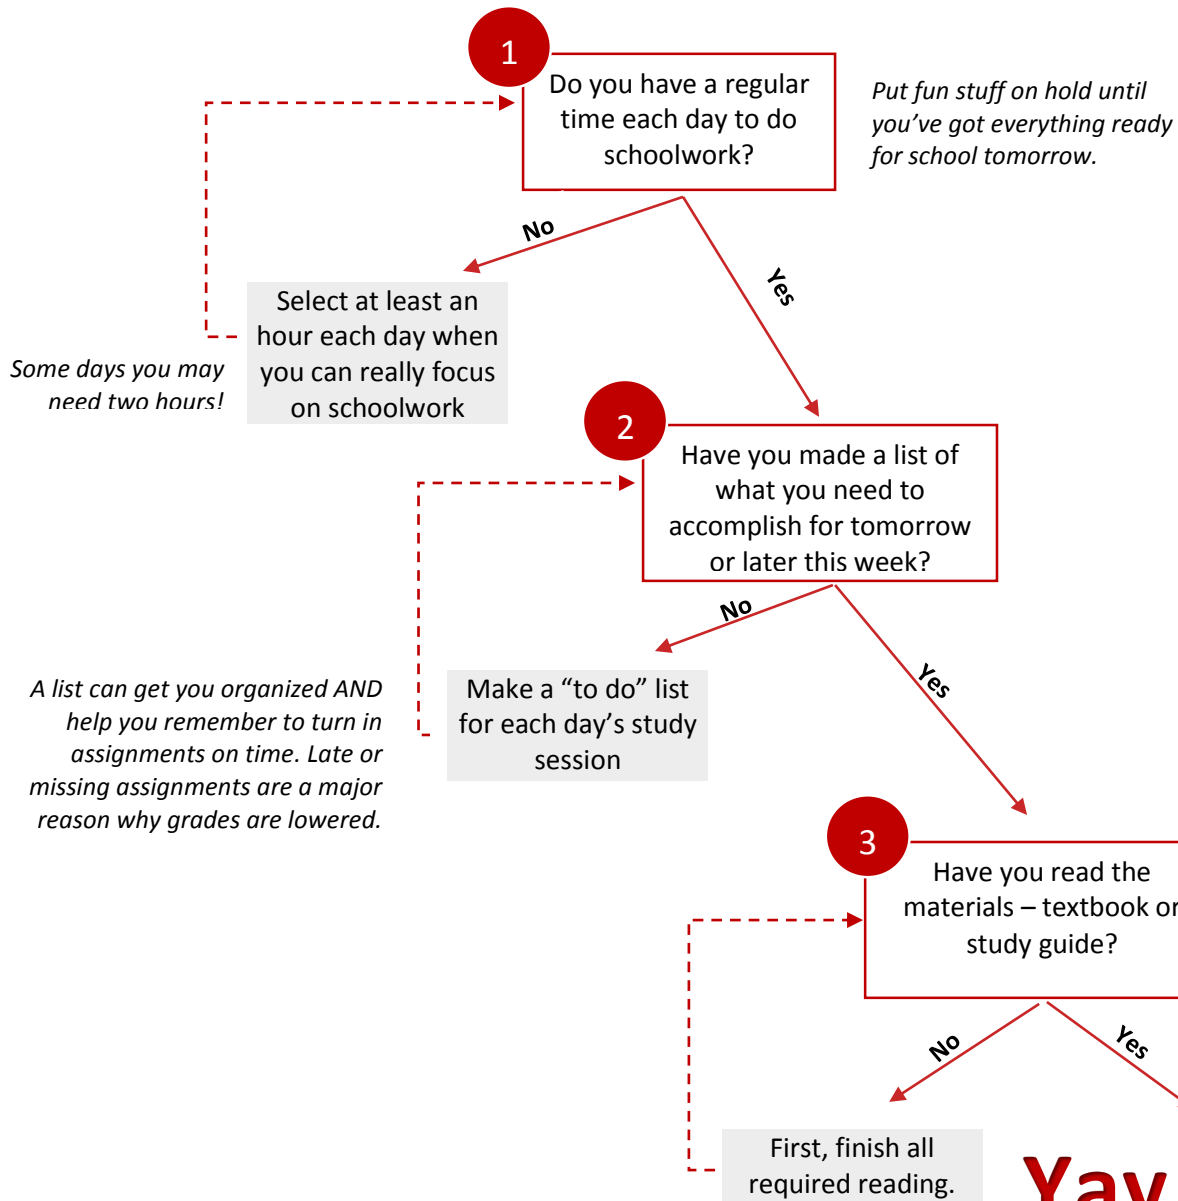 1
Do you have a regular
time each day to do
schoolwork?
Put fun stuff on hold until
you’ve got everything ready
for school tomorrow.
No
Yes
Select at least an
hour each day when
you can really focus
on schoolwork
Some days you may
need two hours!
2
Have you made a list of
what you need to
accomplish for tomorrow
or later this week?
No
Yes
A list can get you organized AND
help you remember to turn in
assignments on time. Late or
missing assignments are a major
reason why grades are lowered.
Make a “to do” list
for each day’s study
session
3
Have you read the
materials – textbook or
study guide?
No
Yes
First, finish all
required reading.
Yay